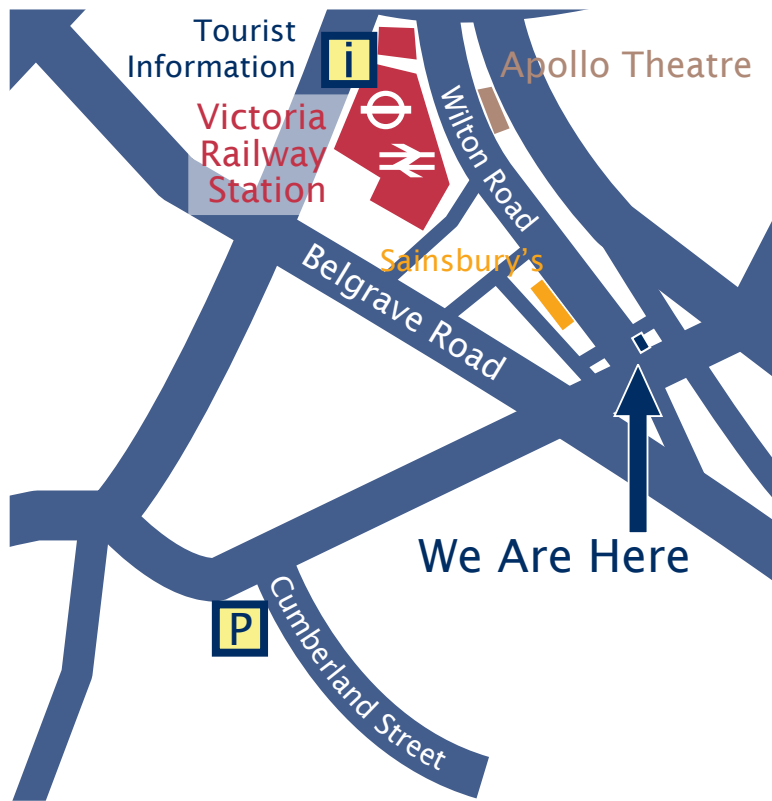 Tourist
Information
i
Apollo Theatre
Victoria
Railway
Station
Wilton Road
Sainsbury's
Belgrave Road
We Are Here
P
Cumberland Street